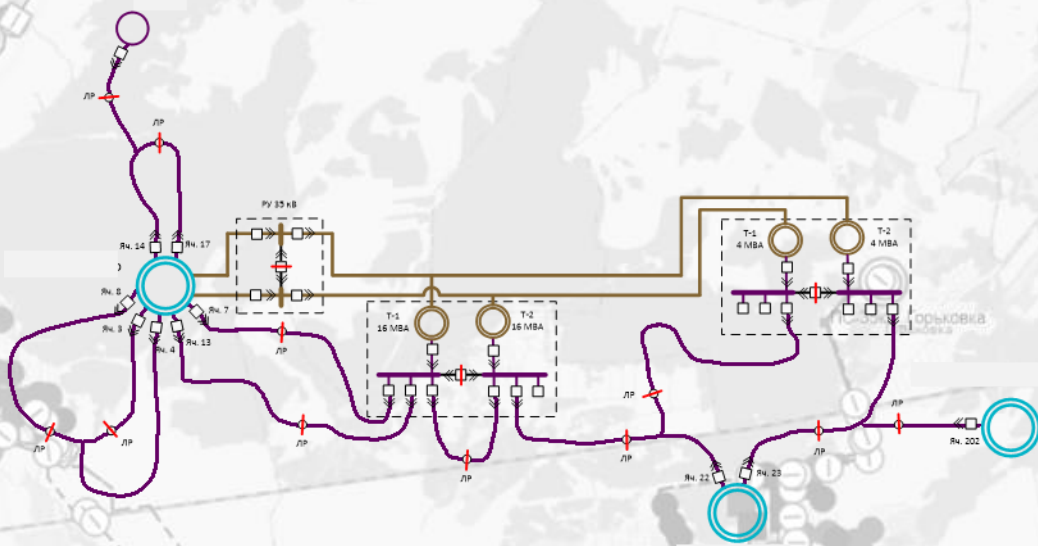 ЛР
ЛР
РУ 35 кВ
Яч. 14
Яч. 17
Т-1
4 МВА
Т-2
4 МВА
Яч. 8
Яч. 7
Яч. 3
Яч. 4
Яч. 13
Т-1
16 МВА
Т-2
16 МВА
ЛР
ЛР
ЛР
ЛР
ЛР
ЛР
ЛР
ЛР
ЛР
Яч. 202
Яч. 22
Яч. 23